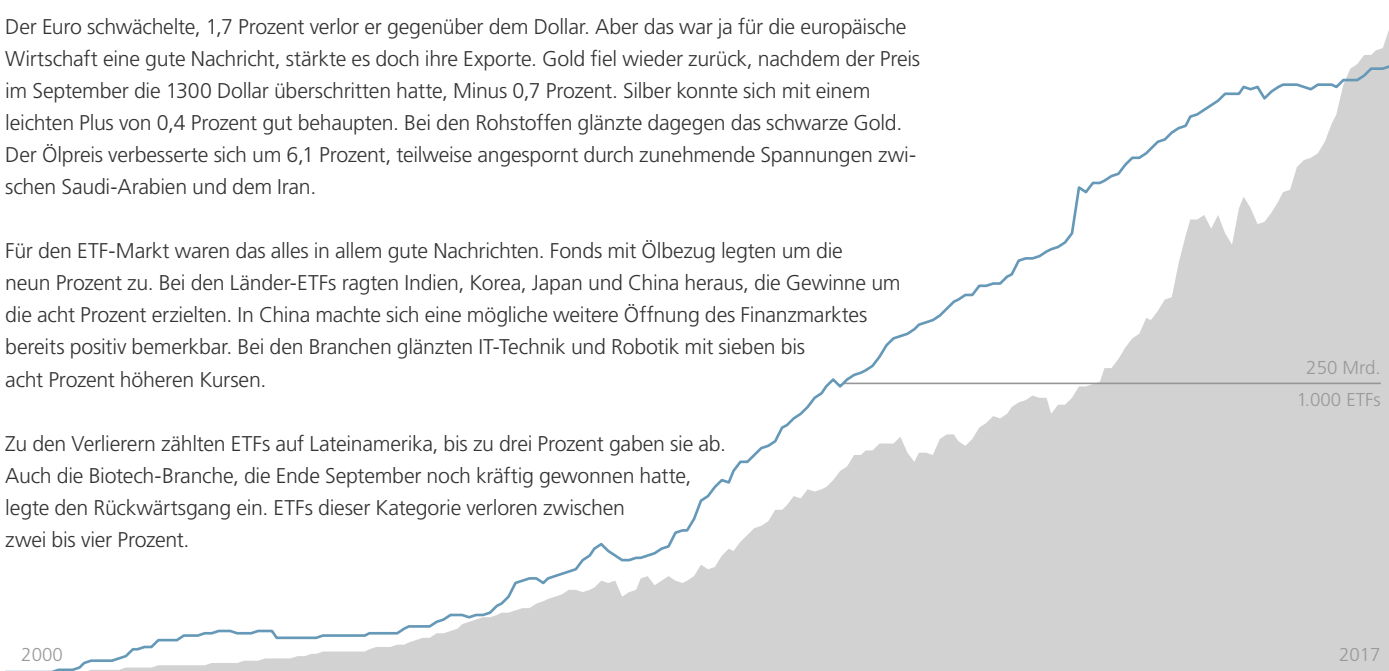 Der Euro schwächelte, 1,7 Prozent verlor er gegenüber dem Dollar. Aber das war ja für die europäische
Wirtschaft eine gute Nachricht, stärkte es doch ihre Exporte. Gold fiel wieder zurück, nachdem der Preis
im September die 1300 Dollar überschritten hatte, Minus 0,7 Prozent. Silber konnte sich mit einem
leichten Plus von 0,4 Prozent gut behaupten. Bei den Rohstoffen glänzte dagegen das schwarze Gold.
Der Ölpreis verbesserte sich um 6,1 Prozent, teilweise angespornt durch zunehmende Spannungen zwi-
schen Saudi-Arabien und dem Iran.
Für den ETF-Markt waren das alles in allem gute Nachrichten. Fonds mit Ölbezug legten um die
neun Prozent zu. Bei den Länder-ETFs ragten Indien, Korea, Japan und China heraus, die Gewinne um
die acht Prozent erzielten. In China machte sich eine mögliche weitere Öffnung des Finanzmarktes
bereits positiv bemerkbar. Bei den Branchen glänzten IT-Technik und Robotik mit sieben bis
acht Prozent höheren Kursen.
Zu den Verlierern zählten ETFs auf Lateinamerika, bis zu drei Prozent gaben sie ab.
Auch die Biotech-Branche, die Ende September noch kräftig gewonnen hatte,
legte den Rückwärtsgang ein. ETFs dieser Kategorie verloren zwischen
zwei bis vier Prozent.
250 Mrd.
1.000 ETFs
2000
2017